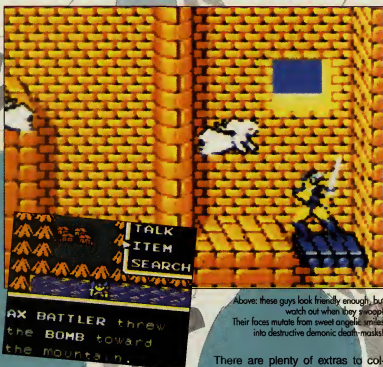 TALK
ITEM
SEARCH
AX BATTLER threw
the BOMB toward
the mountain.
Above: these guys look friendly enough, but
watch out when they swoop!
Their faces mutate from sweet angelic smiles
into destructive demonic death-masks!
There are plenty of extras to col-